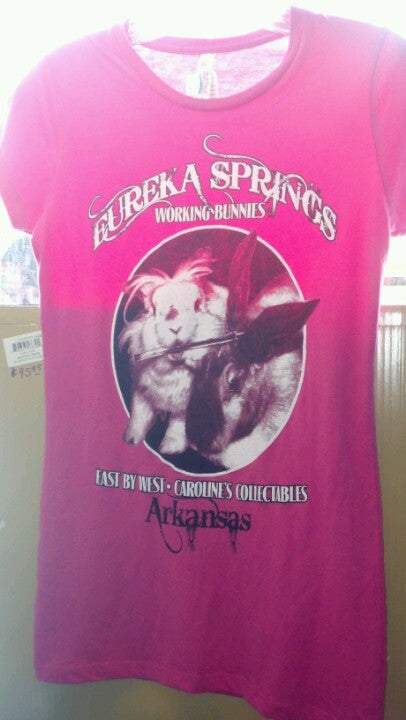 EUREKA SPRINGS
WORKING BUNNIES
EAST BY WEST • CAROLINE'S COLLECTABLES
Arkansas